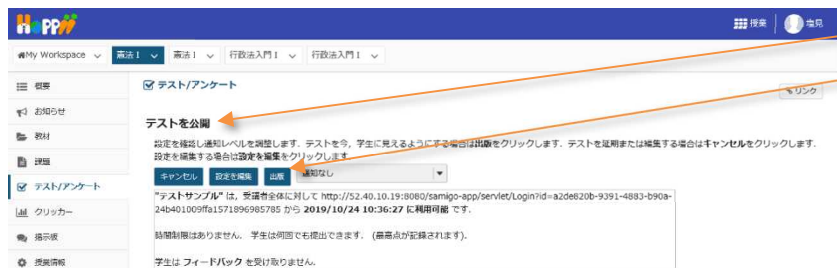 HoPPii
授業
塩見
My Workspace
憲法 I
憲法 I
行政法入門 I
行政法入門 I
概要
お知らせ
教材
課題
テスト/アンケート
クリッカー
掲示板
授業情報
テスト/アンケート
リンク
テストを公開
設定を確認し通知レベルを調整します. テストを今, 学生に見えるようにする場合は出版をクリックします. テストを延期または編集する場合はキャンセルをクリックします.
設定を編集する場合は設定を編集をクリックします.
キャンセル 設定を編集 出版 通知なし
"テストサンプル" は, 受講者全体に対して http://52.40.10.19:8080/samigo-app/servlet/Login?id=a2de820b-9391-4883-b90a-
24b401009ffa1571896985785 から 2019/10/24 10:36:27 に利用可能 です.
時間制限はありません. 学生は何回でも提出できます. (最高点が記録されます).
学生は フィードバック を受け取りません.